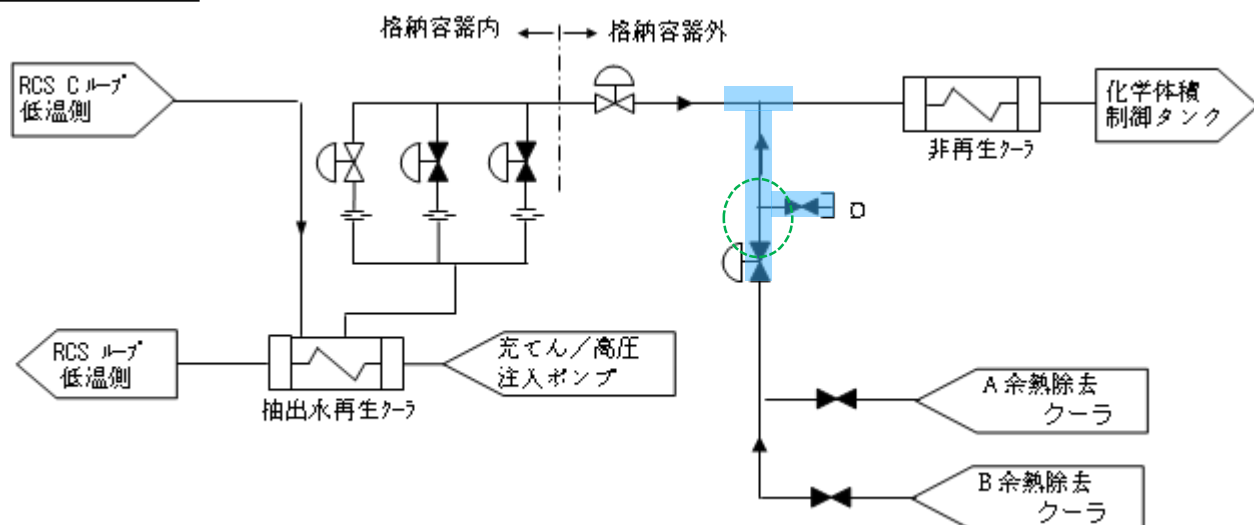 格納容器内
格納容器外
RCS C ループ
低温側
化学体積
制御タンク
非再生クーラ
D
RCS ループ
低温側
充てん/高圧
注入ポンプ
抽出水再生クーラ
A 余熱除去
クーラ
B 余熱除去
クーラ